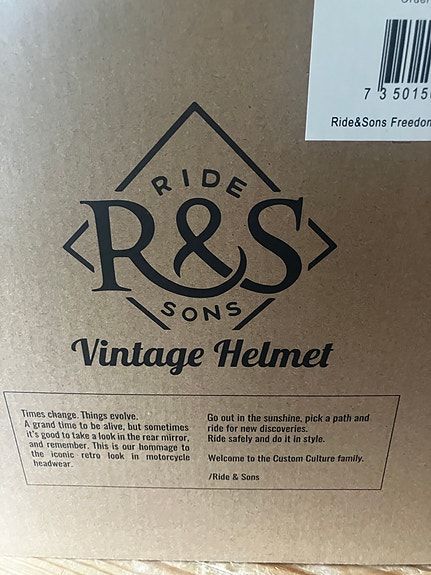 7 35015
Ride&Sons Freedom
RIDE
R&S
SONS
Vintage Helmet
Times change. Things evolve.
A grand time to be alive, but sometimes
it's good to take a look in the rear mirror,
and remember. This is our hommage to
the iconic retro look in motorcycle
headwear.
Go out in the sunshine, pick a path and
ride for new discoveries.
Ride safely and do it in style.
Welcome to the Custom Culture family.
/Ride & Sons